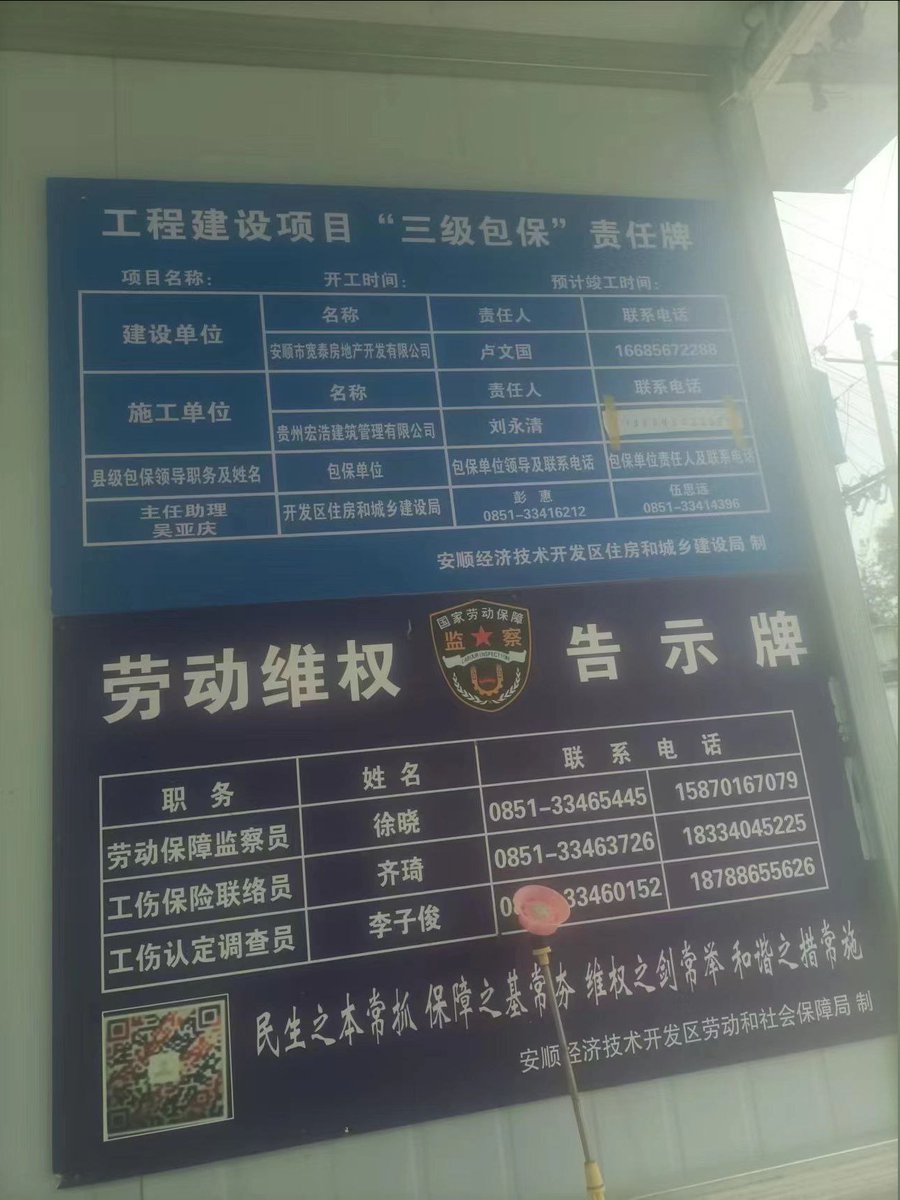 工程建设项目“三级包保”责任牌
项目名称: 开工时间: 预计竣工时间:
建设单位 名称 责任人 联系电话
安顺市宽泰房地产开发有限公司 卢文国 16685672288
施工单位 名称 责任人 联系电话
贵州宏浩建筑管理有限公司 刘永清
县级包保领导职务及姓名 包保单位 包保单位领导及联系电话 包保单位责任人及联系电话
主任助理 吴亚庆 开发区住房和城乡建设局 彭惠 0851-33416212 伍思远 0851-33414396
安顺经济技术开发区住房和城乡建设局 制
劳动维权 告示牌
国家劳动保障
监察
职务 姓名 联系电话
劳动保障监察员 徐晓 0851-33465445 15870167079
工伤保险联络员 齐琦 0851-33463726 18334045225
工伤认定调查员 李子俊 33460152 18788655626
民生之本常抓 保障之基常夯 维权之剑常举 和谐之措常施
安顺经济技术开发区劳动和社会保障局 制